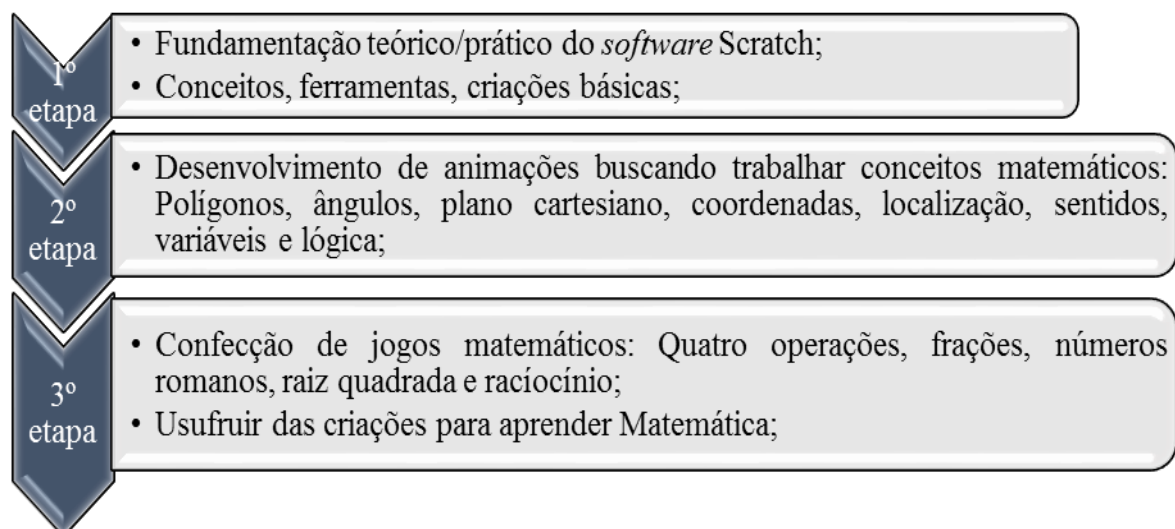 1º
etapa
• Fundamentação teórico/prático do software Scratch;
• Conceitos, ferramentas, criações básicas;
2º
etapa
• Desenvolvimento de animações buscando trabalhar conceitos matemáticos:
Polígonos, ângulos, plano cartesiano, coordenadas, localização, sentidos,
variáveis e lógica;
3º
etapa
• Confecção de jogos matemáticos: Quatro operações, frações, números
romanos, raiz quadrada e racíocínio;
• Usufruir das criações para aprender Matemática;